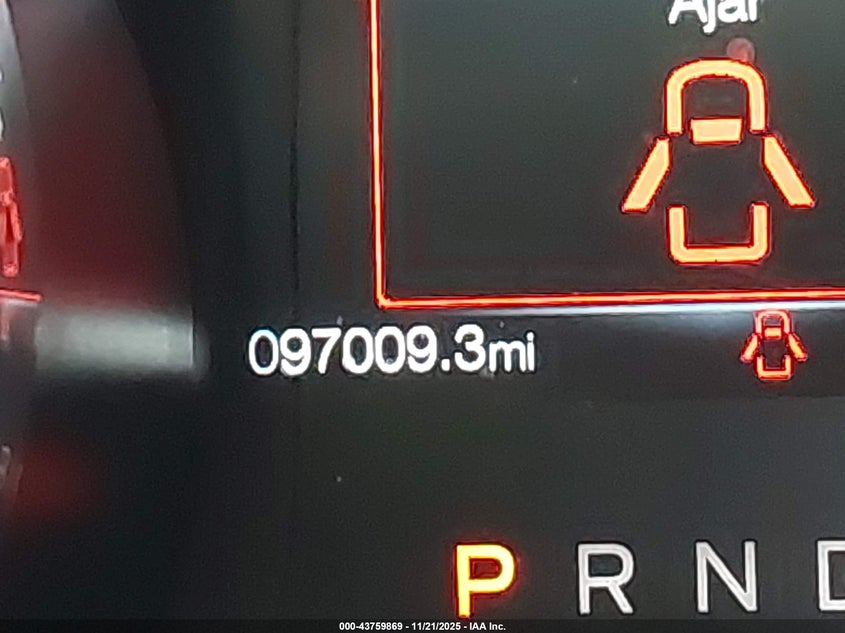 Ajar
097009.3mi
P R N D
000-43759869 - 11/21/2025 - IAA Inc.